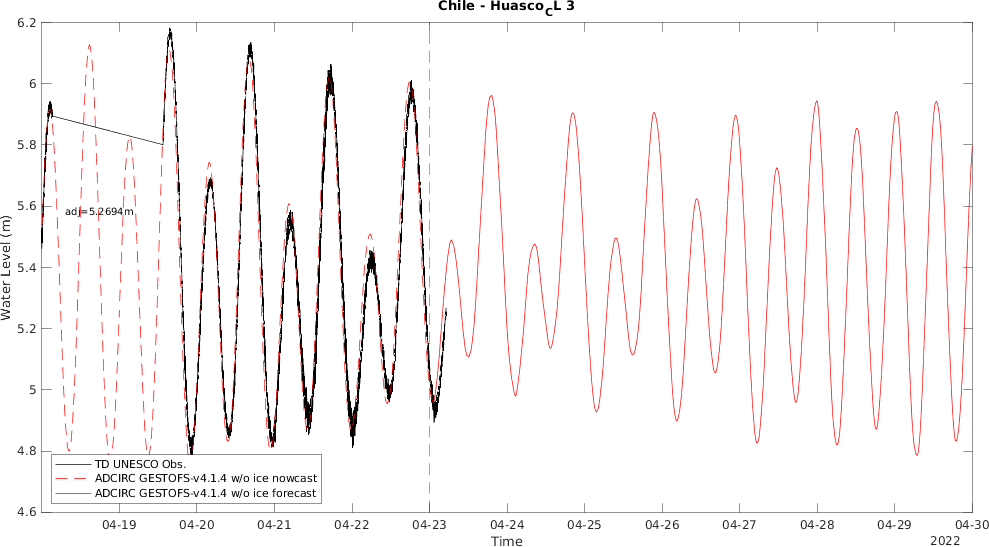 Chile - Huasco_CL 3
6.2
6
5.8
5.6
5.4
5.2
5
4.8
4.6
Water Level (m)
adj=5.2694m
TD UNESCO Obs.
ADCIRC GESTOFS-v4.1.4 w/o ice nowcast
ADCIRC GESTOFS-v4.1.4 w/o ice forecast
04-19 04-20 04-21 04-22 04-23 04-24 04-25 04-26 04-27 04-28 04-29 04-30
Time
2022